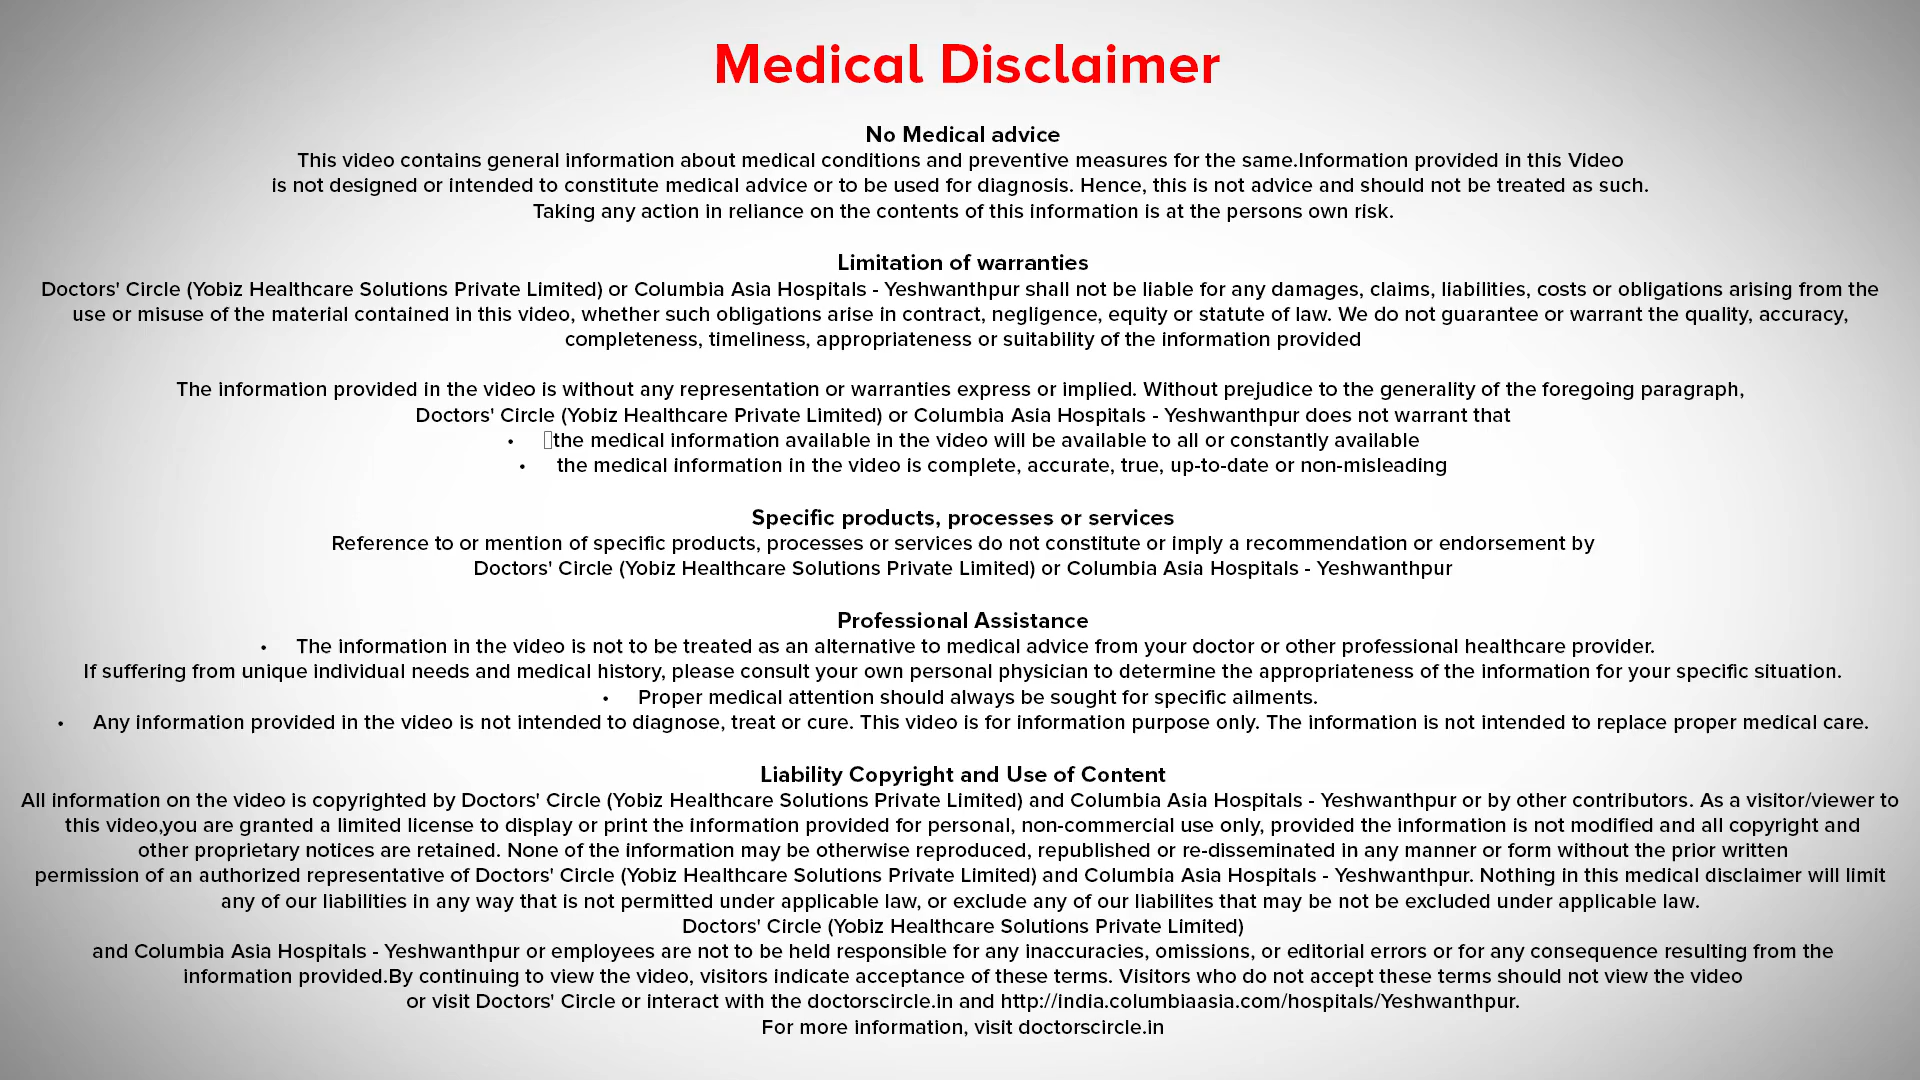 Medical Disclaimer
No Medical advice
This video contains general information about medical conditions and preventive measures for the same.Information provided in this Video
is not designed or intended to constitute medical advice or to be used for diagnosis. Hence, this is not advice and should not be treated as such.
Taking any action in reliance on the contents of this information is at the persons own risk.
Limitation of warranties
Doctors' Circle (Yobiz Healthcare Solutions Private Limited) or Columbia Asia Hospitals - Yeshwanthpur shall not be liable for any damages, claims, liabilities, costs or obligations arising from the
use or misuse of the material contained in this video, whether such obligations arise in contract, negligence, equity or statute of law. We do not guarantee or warrant the quality, accuracy,
completeness, timeliness, appropriateness or suitability of the information provided
The information provided in the video is without any representation or warranties express or implied. Without prejudice to the generality of the foregoing paragraph,
Doctors' Circle (Yobiz Healthcare Private Limited) or Columbia Asia Hospitals - Yeshwanthpur does not warrant that
• the medical information available in the video will be available to all or constantly available
• the medical information in the video is complete, accurate, true, up-to-date or non-misleading
Specific products, processes or services
Reference to or mention of specific products, processes or services do not constitute or imply a recommendation or endorsement by
Doctors' Circle (Yobiz Healthcare Solutions Private Limited) or Columbia Asia Hospitals - Yeshwanthpur
Professional Assistance
• The information in the video is not to be treated as an alternative to medical advice from your doctor or other professional healthcare provider.
If suffering from unique individual needs and medical history, please consult your own personal physician to determine the appropriateness of the information for your specific situation.
• Proper medical attention should always be sought for specific ailments.
• Any information provided in the video is not intended to diagnose, treat or cure. This video is for information purpose only. The information is not intended to replace proper medical care.
Liability Copyright and Use of Content
All information on the video is copyrighted by Doctors' Circle (Yobiz Healthcare Solutions Private Limited) and Columbia Asia Hospitals - Yeshwanthpur or by other contributors. As a visitor/viewer to
this video,you are granted a limited license to display or print the information provided for personal, non-commercial use only, provided the information is not modified and all copyright and
other proprietary notices are retained. None of the information may be otherwise reproduced, republished or re-disseminated in any manner or form without the prior written
permission of an authorized representative of Doctors' Circle (Yobiz Healthcare Solutions Private Limited) and Columbia Asia Hospitals - Yeshwanthpur. Nothing in this medical disclaimer will limit
any of our liabilities in any way that is not permitted under applicable law, or exclude any of our liabilites that may be not be excluded under applicable law.
Doctors' Circle (Yobiz Healthcare Solutions Private Limited)
and Columbia Asia Hospitals - Yeshwanthpur or employees are not to be held responsible for any inaccuracies, omissions, or editorial errors or for any consequence resulting from the
information provided.By continuing to view the video, visitors indicate acceptance of these terms. Visitors who do not accept these terms should not view the video
or visit Doctors' Circle or interact with the doctorscircle.in and http://india.columbiaasia.com/hospitals/Yeshwanthpur.
For more information, visit doctorscircle.in